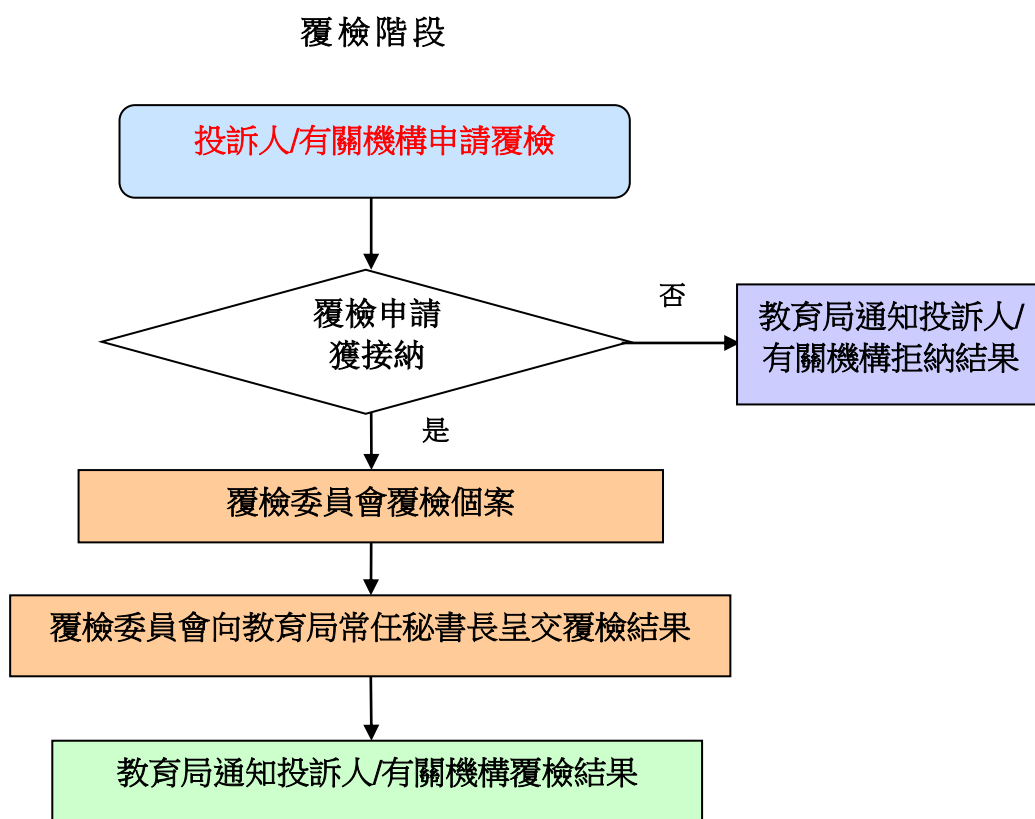 覆檢階段
投訴人/有關機構申請覆檢
覆檢申請
獲接納
否
教育局通知投訴人/
有關機構拒納結果
是
覆檢委員會覆檢個案
覆檢委員會向教育局常任秘書長呈交覆檢結果
教育局通知投訴人/有關機構覆檢結果